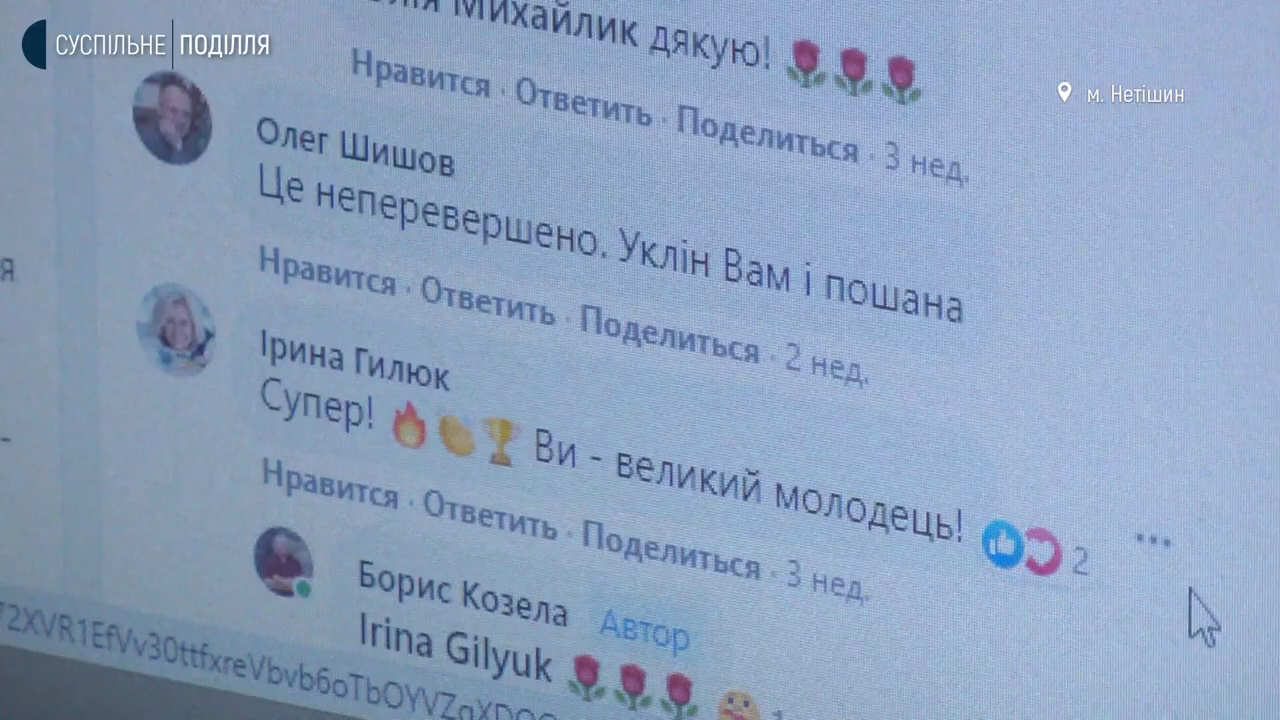 СУСПІЛЬНЕ ПОДІЛЛЯ
м. Нетішин
Михайлик дякую! 🌹🌹🌹
Нравится · Ответить · Поделиться · 3 нед.
Олег Шишов
Це неперевершено. Уклін Вам і пошана
Нравится · Ответить · Поделиться · 2 нед.
Ірина Гилюк
Супер! 🔥👏🏆 Ви - великий молодець!
2
Нравится · Ответить · Поделиться · 3 нед.
Борис Козела Автор
Irina Gilyuk 🌹🌹🌹